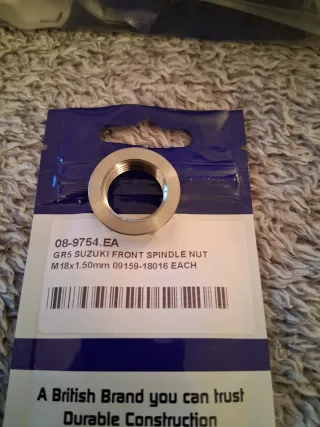 08-9754.EA
GR5 SUZUKI FRONT SPINDLE NUT
M18x1.50mm 09159-18016 EACH
A British Brand you can trust
Durable Construction